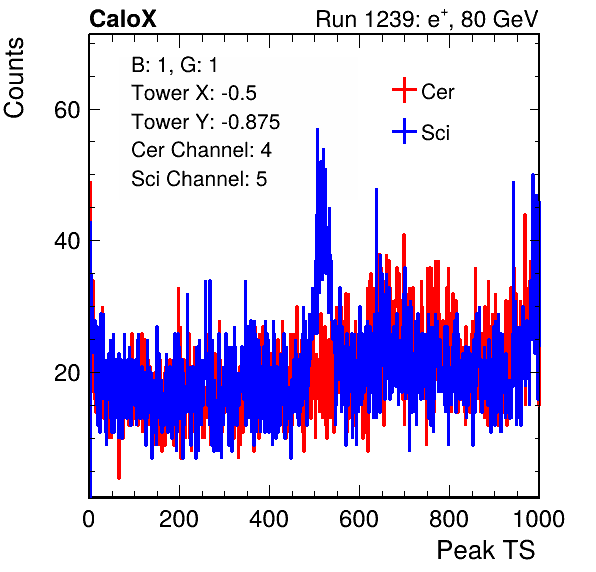 CaloX Run 1239: e⁺, 80 GeV
Counts
B: 1, G: 1
Tower X: -0.5
Tower Y: -0.875
Cer Channel: 4
Sci Channel: 5
Cer
Sci
60
40
20
0 200 400 600 800 1000
Peak TS